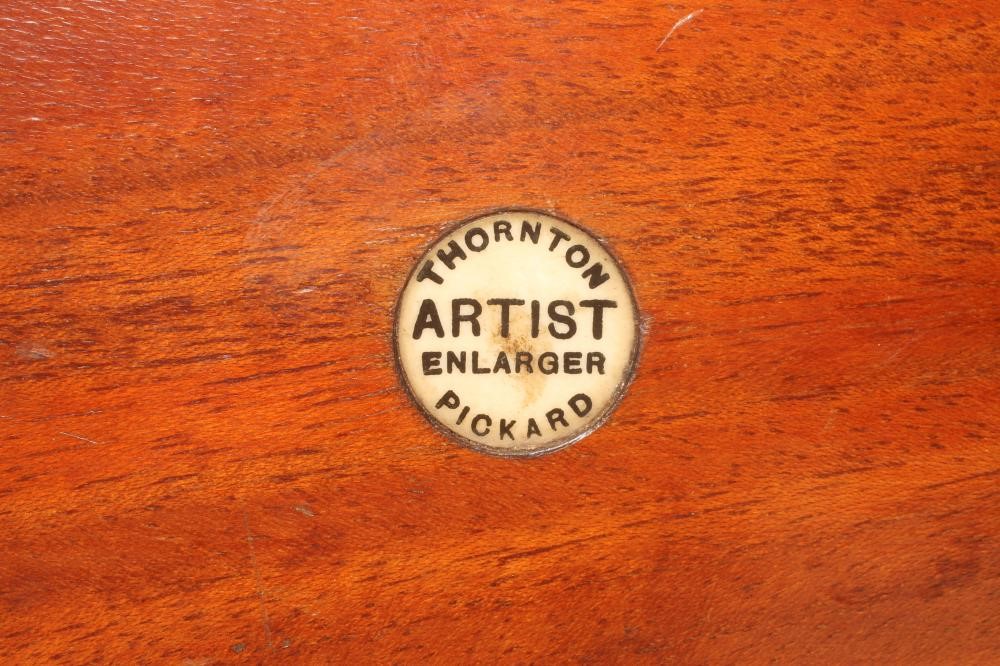 THORNTON
ARTIST
ENLARGER
PICKARD